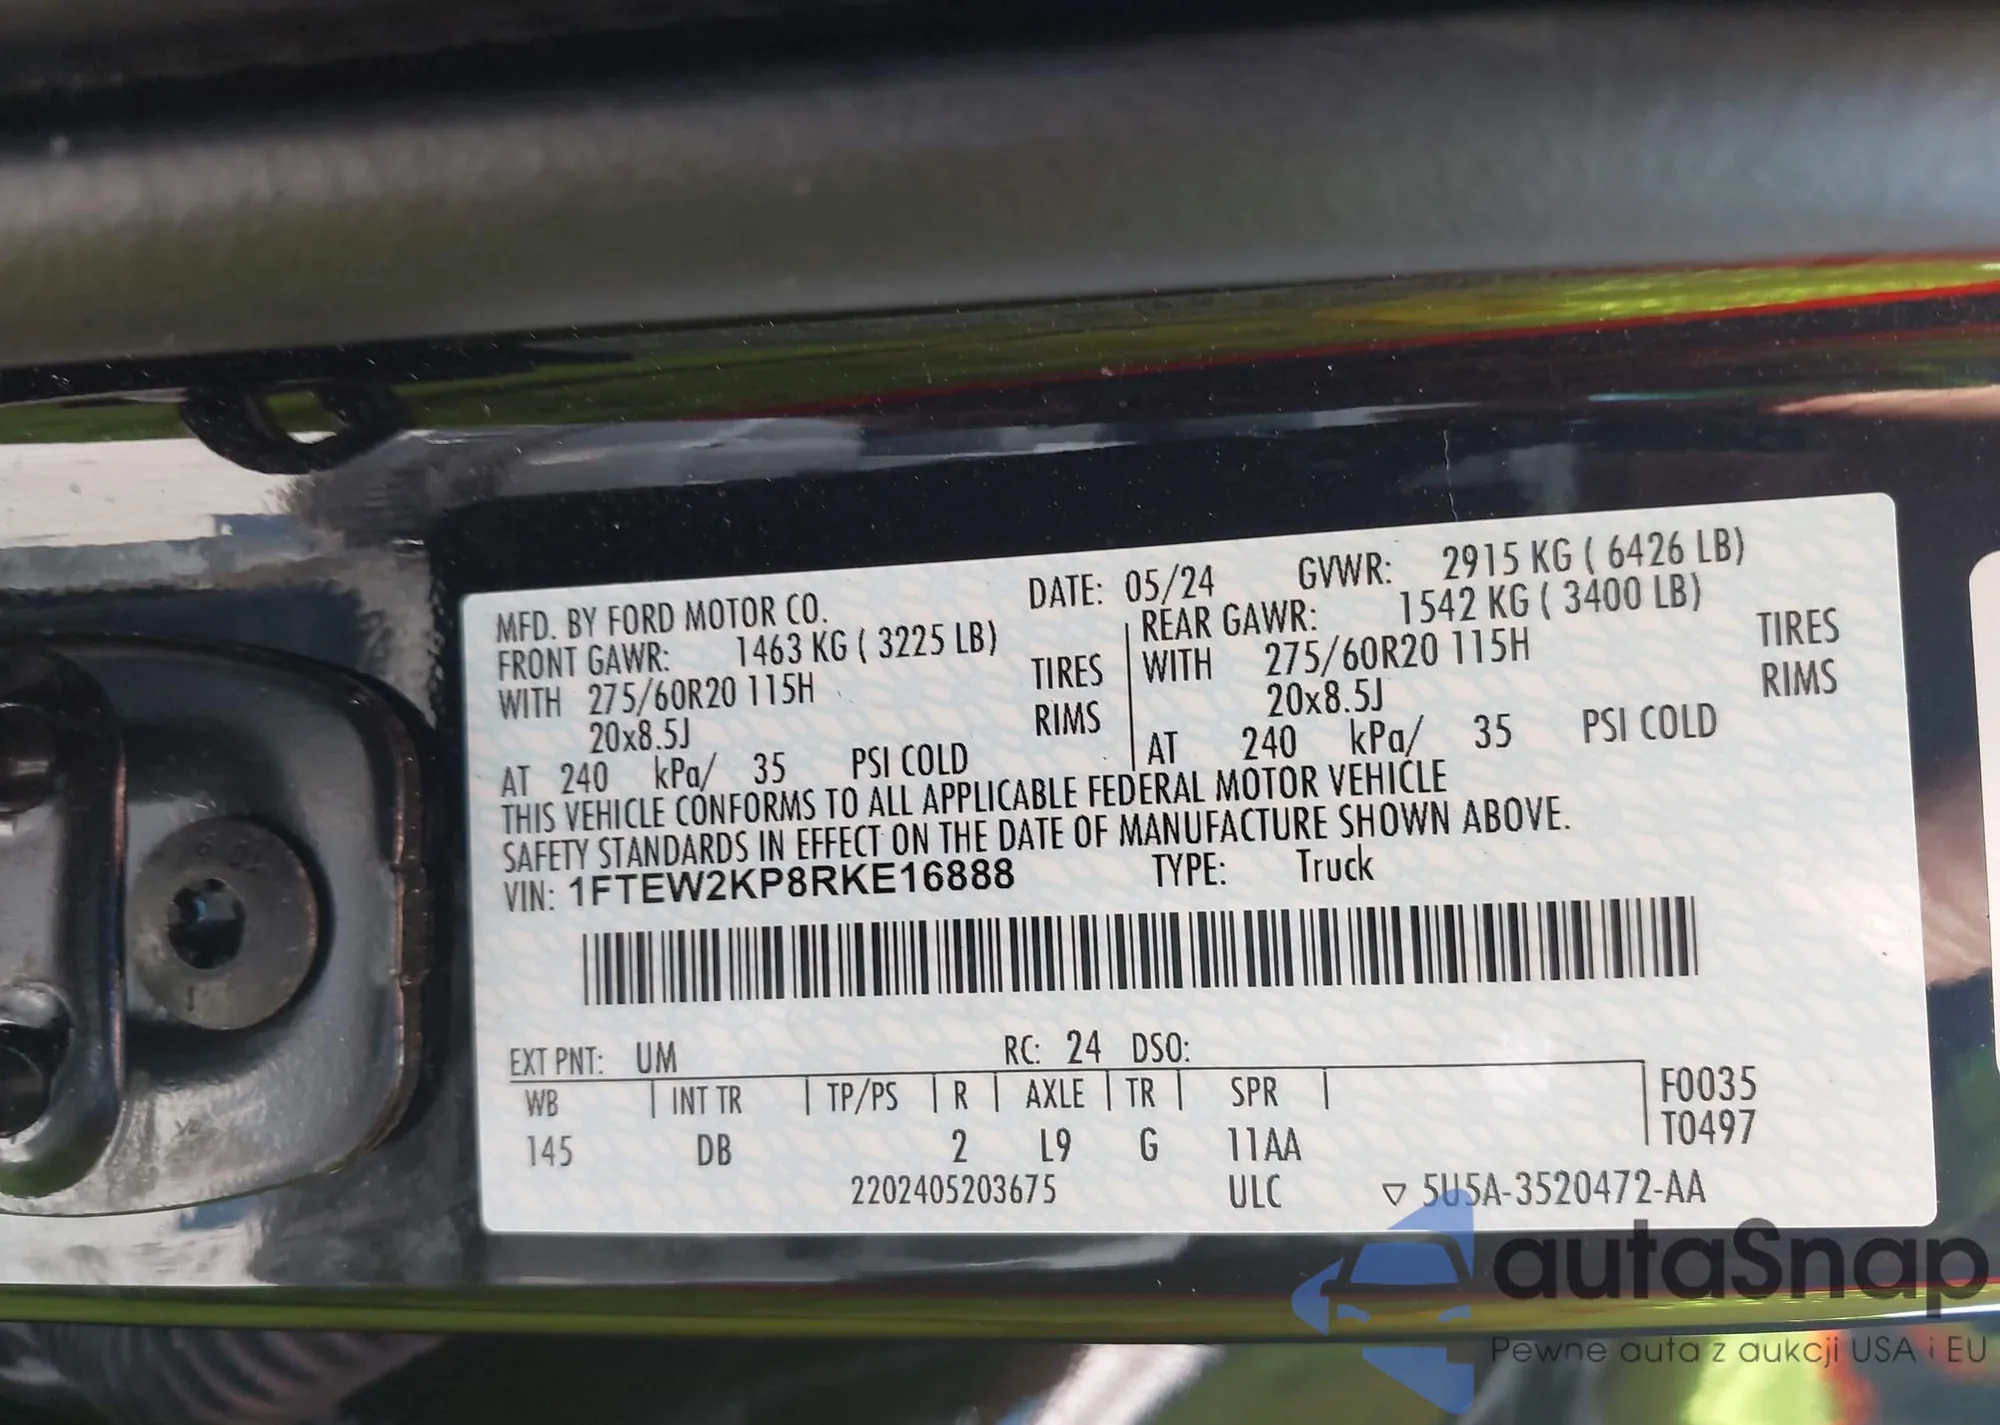 MFD. BY FORD MOTOR CO. DATE: 05/24 GVWR: 2915 KG ( 6426 LB)
FRONT GAWR: 1463 KG ( 3225 LB) REAR GAWR: 1542 KG ( 3400 LB)
WITH 275/60R20 115H TIRES WITH 275/60R20 115H TIRES
20x8.5J RIMS 20x8.5J RIMS
AT 240 kPa/ 35 PSI COLD AT 240 kPa/ 35 PSI COLD
THIS VEHICLE CONFORMS TO ALL APPLICABLE FEDERAL MOTOR VEHICLE
SAFETY STANDARDS IN EFFECT ON THE DATE OF MANUFACTURE SHOWN ABOVE.
VIN: 1FTEW2KP8RKE16888 TYPE: Truck
EXT PNT: UM RC: 24 DSO:
WB INT TR TP/PS R AXLE TR SPR F0035
T0497
145 DB 2 L9 G 11AA
2202405203675 ULC ▽ 5U5A-3520472-AA
autaSnap
Pewne auta z aukcji USA i EU